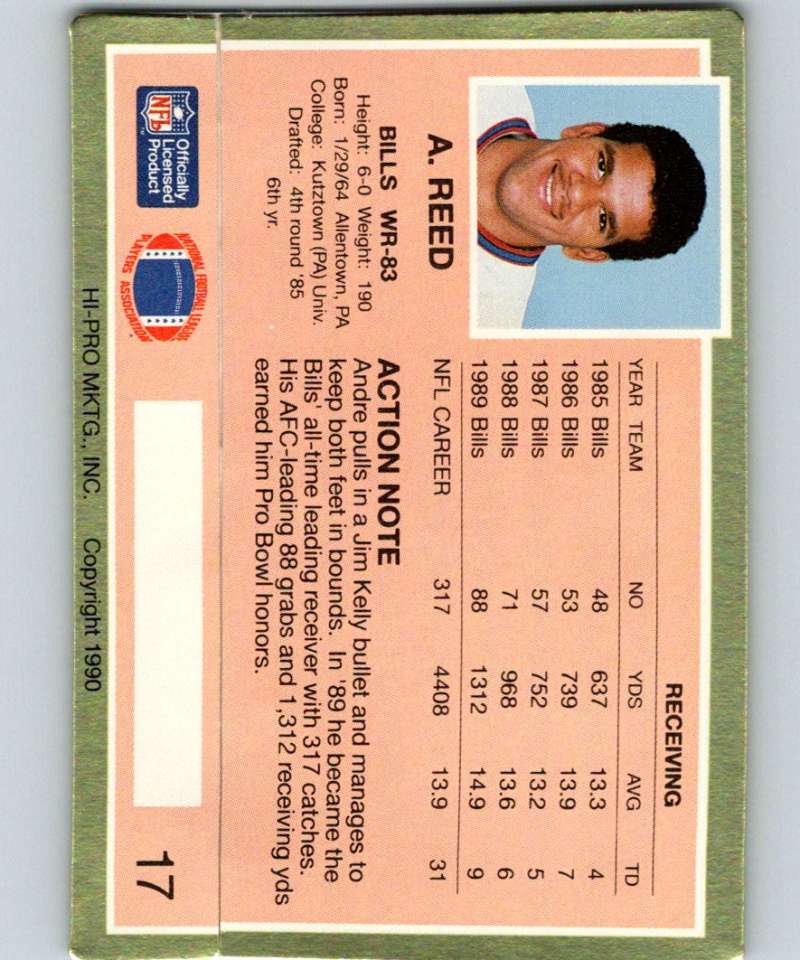 A. REED
BILLS WR-83
Height: 6-0 Weight: 190
Born: 1/29/64 Allentown, PA
College: Kutztown (PA) Univ.
Drafted: 4th round '85
6th yr.
RECEIVING
YEAR TEAM NO YDS AVG TD
1985 Bills 48 637 13.3 4
1986 Bills 53 739 13.9 7
1987 Bills 57 752 13.2 5
1988 Bills 71 968 13.6 6
1989 Bills 88 1312 14.9 9
NFL CAREER 317 4408 13.9 31
ACTION NOTE
Andre pulls in a Jim Kelly bullet and manages to
keep both feet in bounds. In '89 he became the
Bills' all-time leading receiver with 317 catches.
His AFC-leading 88 grabs and 1,312 receiving yds
earned him Pro Bowl honors.
NFL
Officially
Licensed
Product
NATIONAL FOOTBALL LEAGUE
PLAYERS ASSOCIATION
17
HI-PRO MKTG., INC. Copyright 1990